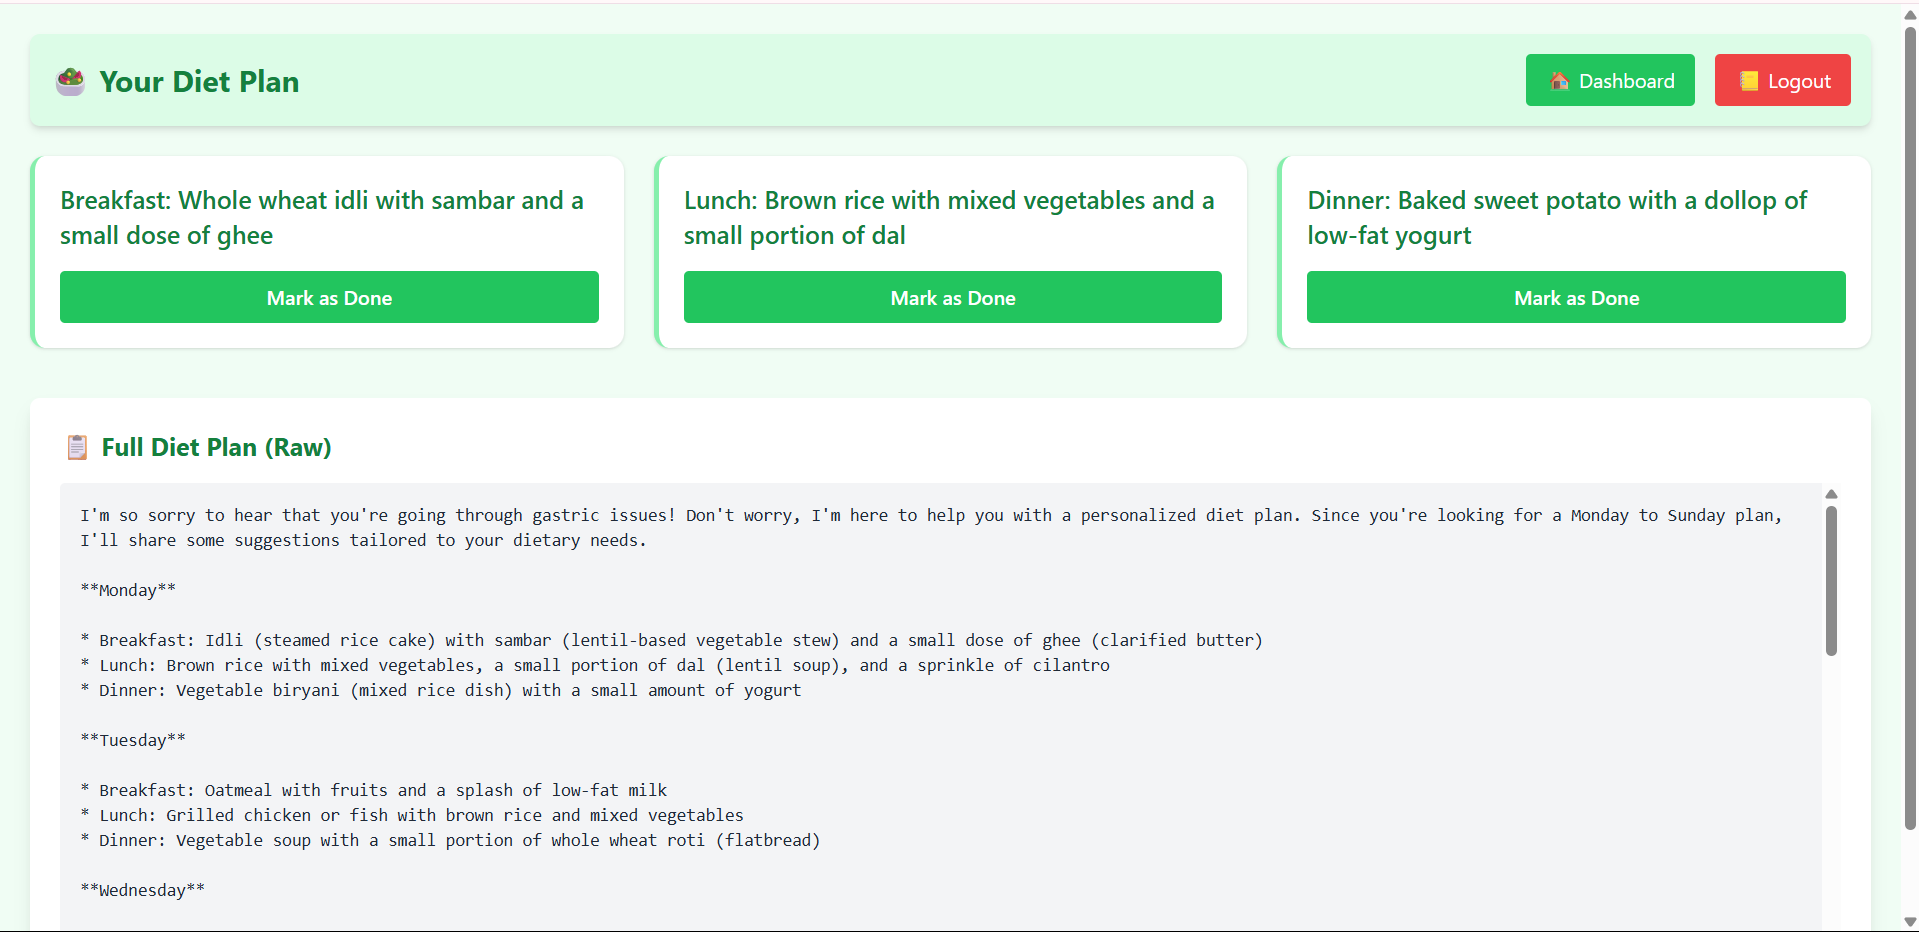 Your Diet Plan
Dashboard
Logout
Breakfast: Whole wheat idli with sambar and a
small dose of ghee
Mark as Done
Lunch: Brown rice with mixed vegetables and a
small portion of dal
Mark as Done
Dinner: Baked sweet potato with a dollop of
low-fat yogurt
Mark as Done
Full Diet Plan (Raw)
I'm so sorry to hear that you're going through gastric issues! Don't worry, I'm here to help you with a personalized diet plan. Since you're looking for a Monday to Sunday plan,
I'll share some suggestions tailored to your dietary needs.
**Monday**
* Breakfast: Idli (steamed rice cake) with sambar (lentil-based vegetable stew) and a small dose of ghee (clarified butter)
* Lunch: Brown rice with mixed vegetables, a small portion of dal (lentil soup), and a sprinkle of cilantro
* Dinner: Vegetable biryani (mixed rice dish) with a small amount of yogurt
**Tuesday**
* Breakfast: Oatmeal with fruits and a splash of low-fat milk
* Lunch: Grilled chicken or fish with brown rice and mixed vegetables
* Dinner: Vegetable soup with a small portion of whole wheat roti (flatbread)
**Wednesday**